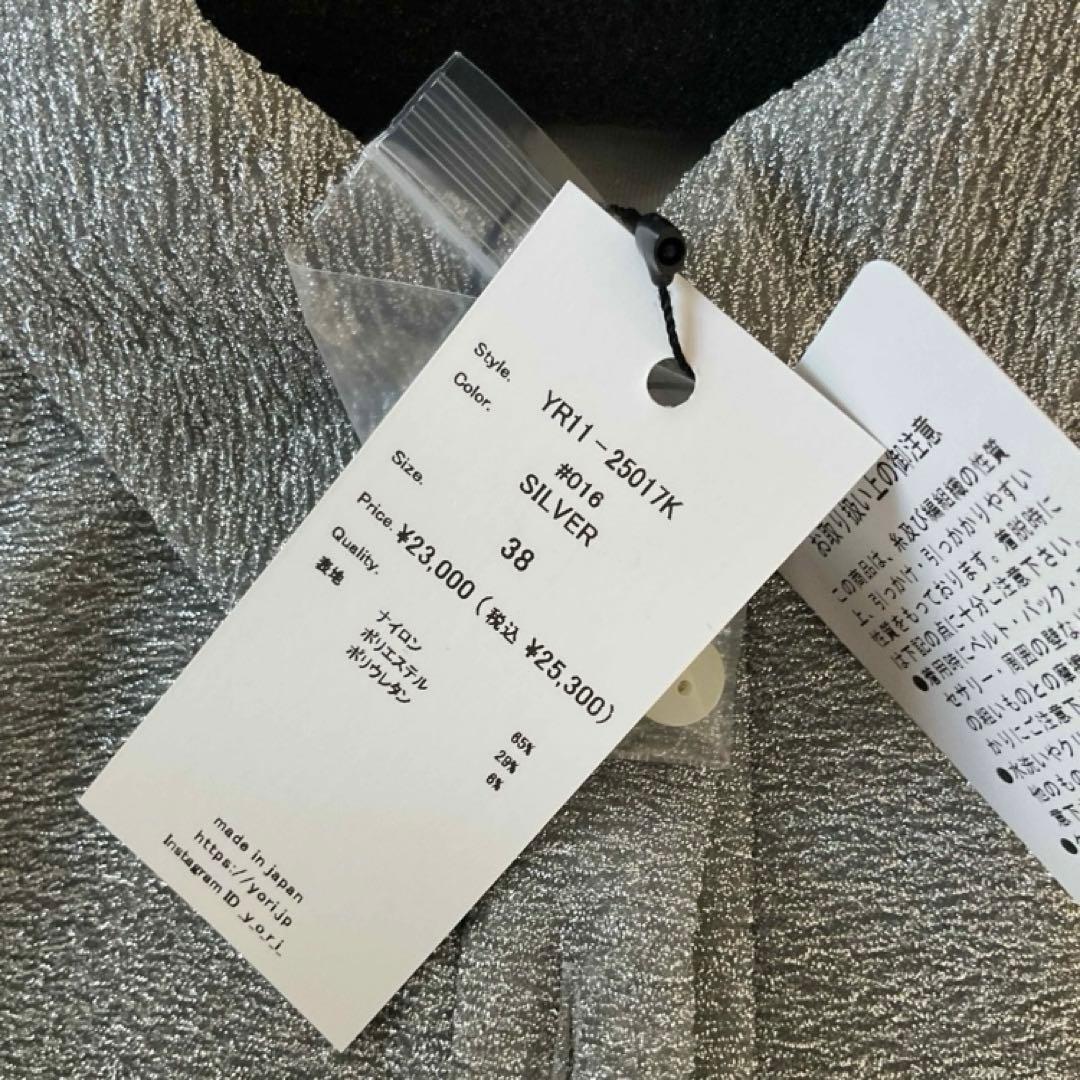 Style. YR11-25017K
Color. #016
SILVER
Size. 38
Price. ¥23,000(税込 ¥25,300)
Quality.
表地
ナイロン 65%
ポリエステル 29%
ポリウレタン 6%
made in japan
https://yori.jp
Instagram ID _y_o_r_i_
お取り扱い上の御注意
この商品は、糸及び編組織の性質
上、引っかけ・引っかかりやすい
性質をもっております。着脱時に
は下記の点に十分ご注意下さい。
●着用時にベルト・バック・
セサリー・周囲の壁な
の粗いものとの摩擦
かりにご注意下
●水洗いやクリ
他のもの